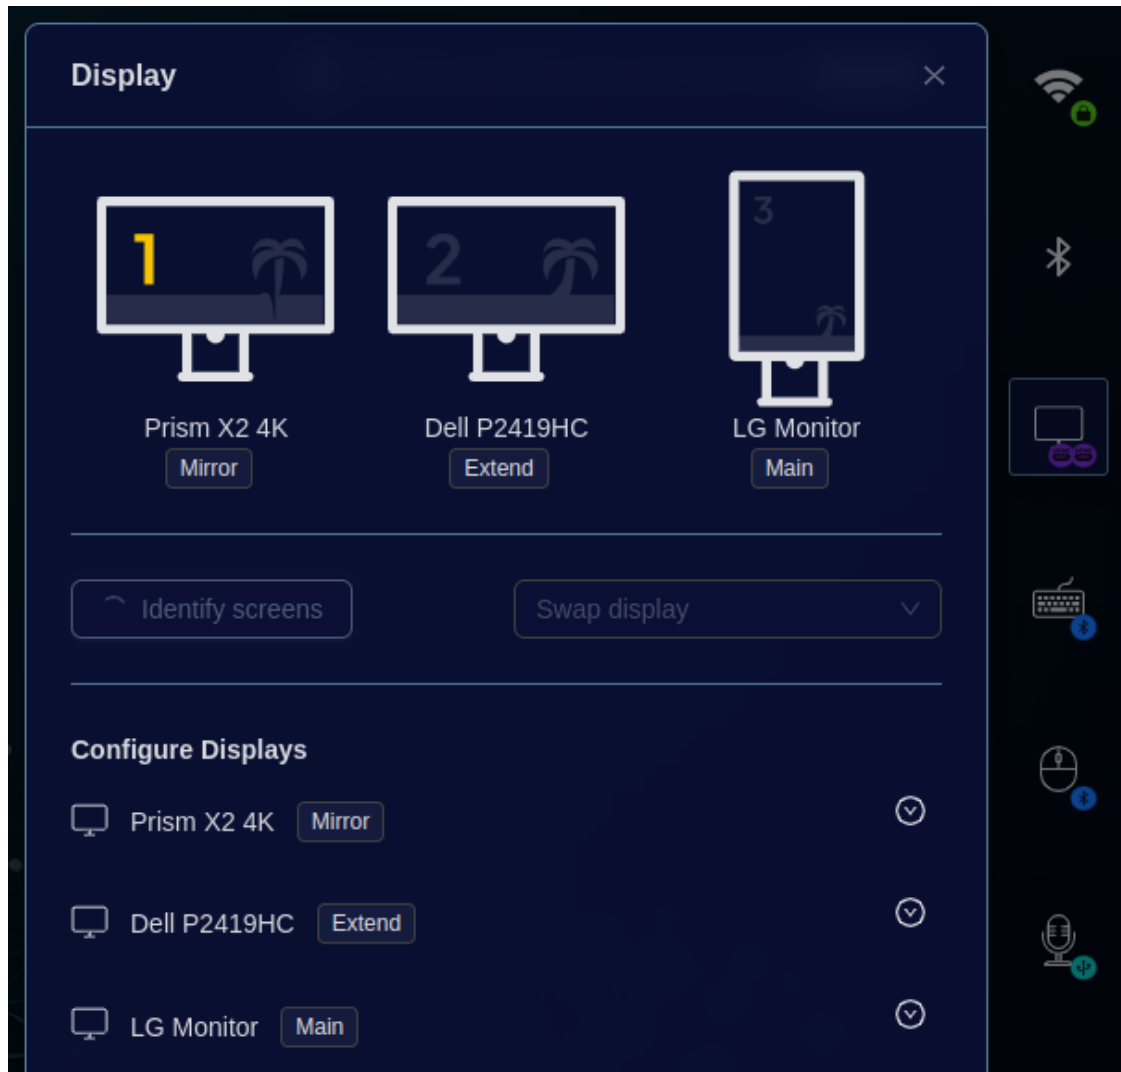 Display
1
2
3
Prism X2 4K
Dell P2419HC
LG Monitor
Mirror
Extend
Main
Identify screens
Swap display
Configure Displays
Prism X2 4K Mirror
Dell P2419HC Extend
LG Monitor Main